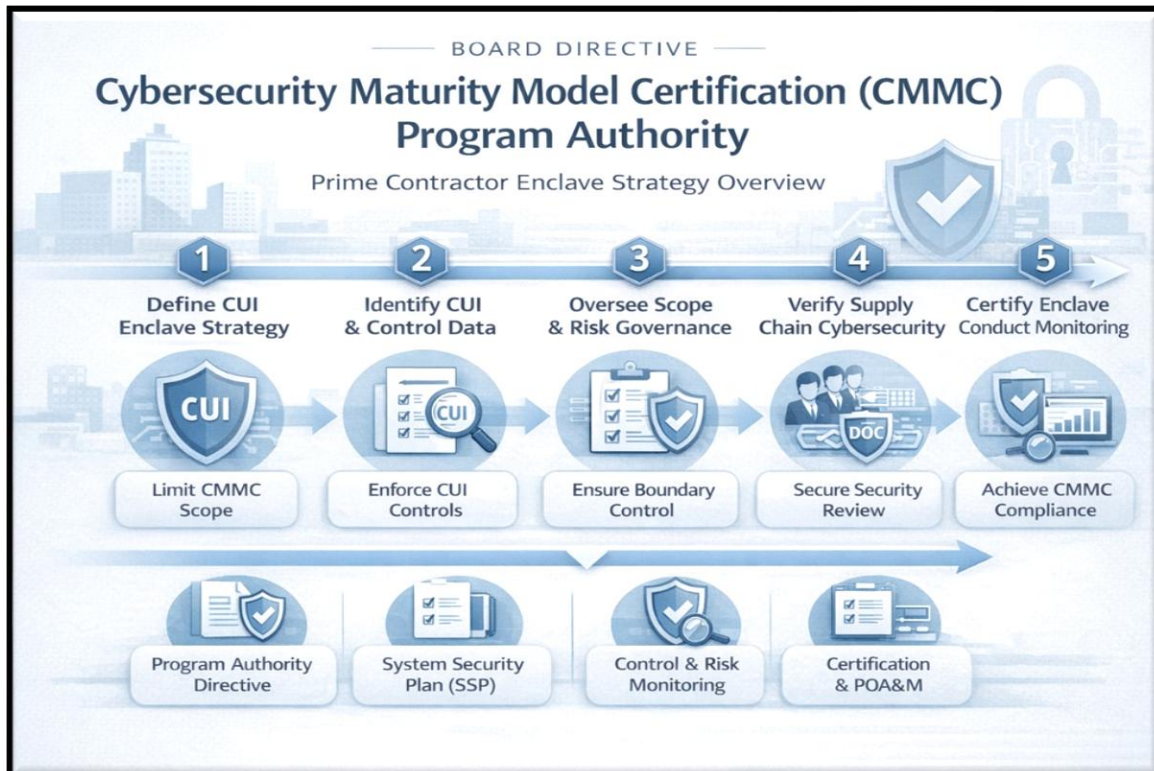 BOARD DIRECTIVE
Cybersecurity Maturity Model Certification (CMMC)
Program Authority
Prime Contractor Enclave Strategy Overview
1
2
3
4
5
Define CUI
Enclave Strategy
Identify CUI
& Control Data
Oversee Scope
& Risk Governance
Verify Supply
Chain Cybersecurity
Certify Enclave
Conduct Monitoring
CUI
CUI
DOC
Limit CMMC
Scope
Enforce CUI
Controls
Ensure Boundary
Control
Secure Security
Review
Achieve CMMC
Compliance
Program Authority
Directive
System Security
Plan (SSP)
Control & Risk
Monitoring
Certification
& POA&M